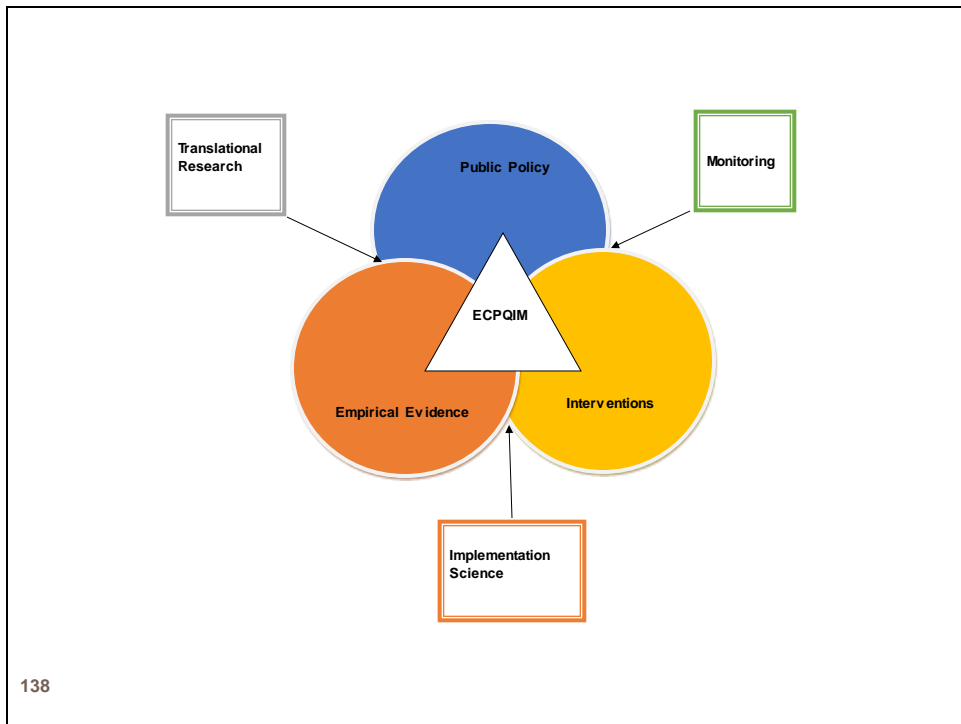 Translational
Research
Public Policy
Monitoring
ECPQIM
Empirical Evidence
Interventions
Implementation
Science
138